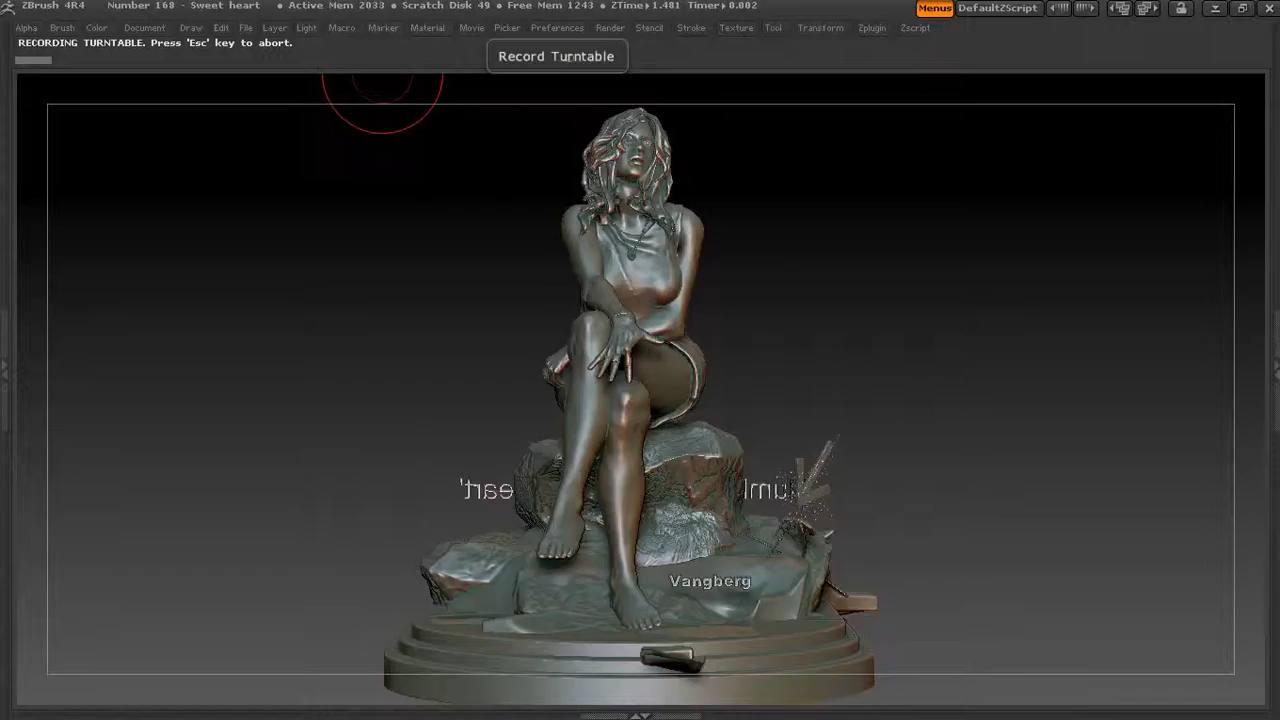 ZBrush 4R4 Number 168 - Sweet heart • Active Mem 2033 • Scratch Disk 49 • Free Mem 1243 • ZTime▸1.481 Timer▸0.002 Menus DefaultZScript
Alpha Brush Color Document Draw Edit File Layer Light Macro Marker Material Movie Picker Preferences Render Stencil Stroke Texture Tool Transform Zplugin Zscript
RECORDING TURNTABLE. Press 'Esc' key to abort.
Record Turntable
Vangberg